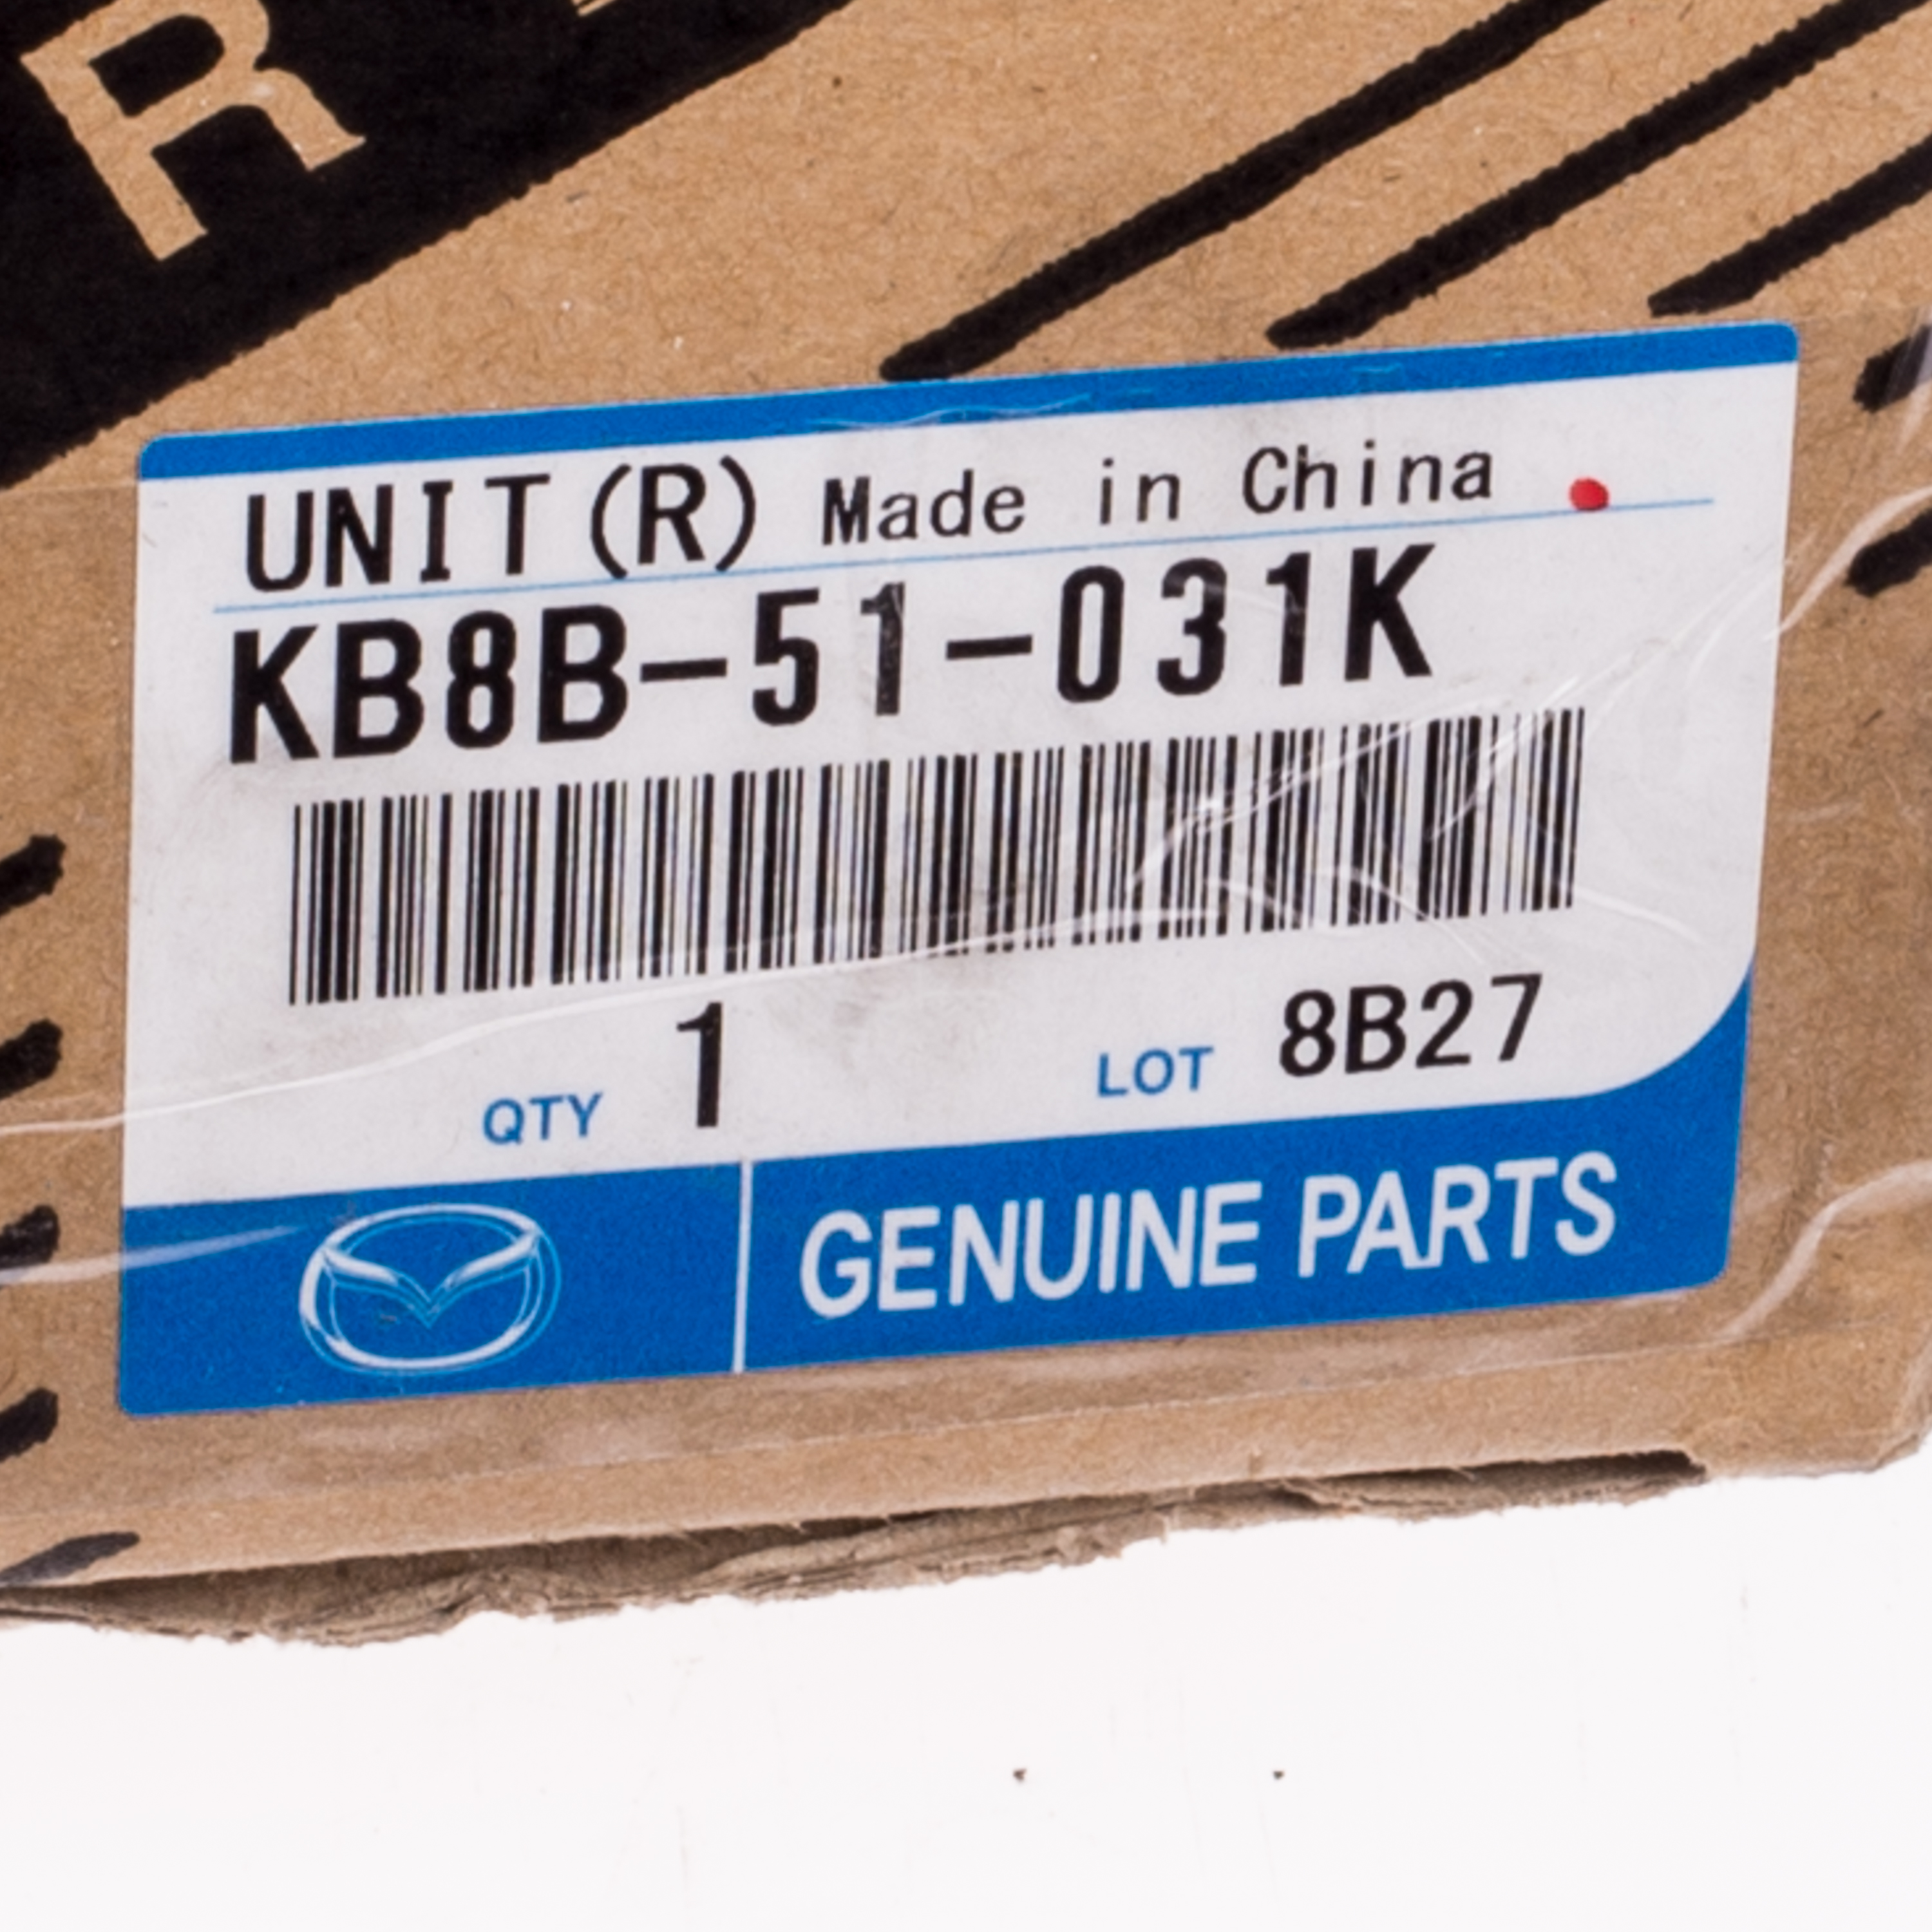 R
UNIT(R) Made in China
KB8B-51-031K
QTY 1 LOT 8B27
GENUINE PARTS